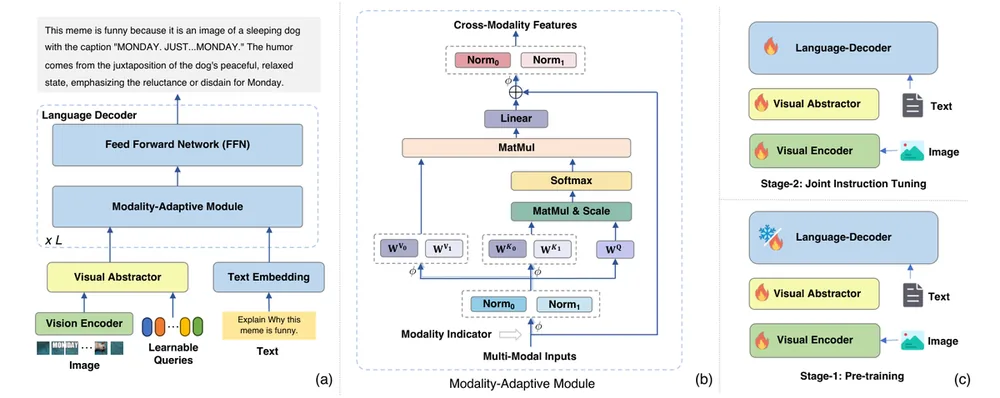 This meme is funny because it is an image of a sleeping dog
with the caption "MONDAY. JUST...MONDAY." The humor
comes from the juxtaposition of the dog's peaceful, relaxed
state, emphasizing the reluctance or disdain for Monday.
Language Decoder
Feed Forward Network (FFN)
Modality-Adaptive Module
x L
Visual Abstractor
Text Embedding
Vision Encoder
Explain Why this
meme is funny.
MONDAY
Image
Learnable
Queries
Text
(a)
Cross-Modality Features
Norm₀
Norm₁
ϕ
Linear
MatMul
Softmax
MatMul & Scale
W^V₀
W^V₁
W^K₀
W^K₁
W^Q
ϕ
ϕ
Norm₀
Norm₁
Modality Indicator
ϕ
Multi-Modal Inputs
Modality-Adaptive Module
(b)
Language-Decoder
Visual Abstractor
Text
Visual Encoder
Image
Stage-2: Joint Instruction Tuning
Language-Decoder
Visual Abstractor
Text
Visual Encoder
Image
Stage-1: Pre-training
(c)